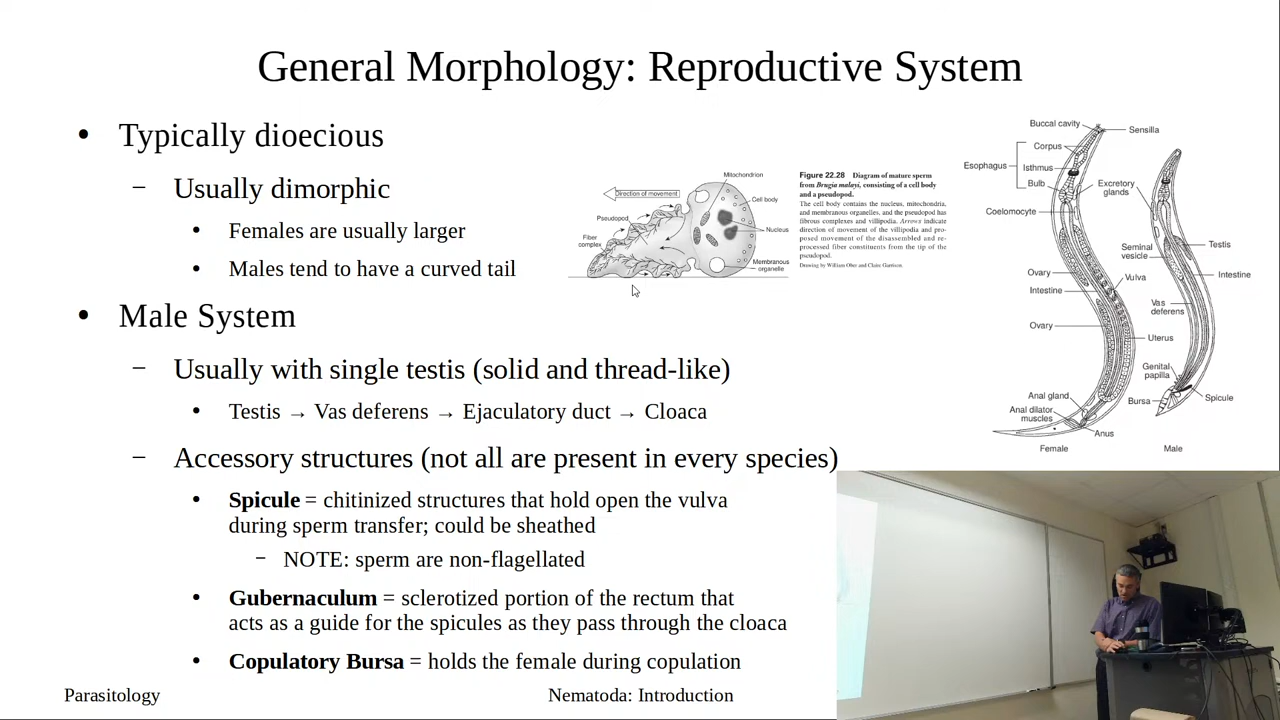 General Morphology: Reproductive System
• Typically dioecious
– Usually dimorphic
• Females are usually larger
• Males tend to have a curved tail
• Male System
– Usually with single testis (solid and thread-like)
• Testis → Vas deferens → Ejaculatory duct → Cloaca
– Accessory structures (not all are present in every species)
• Spicule = chitinized structures that hold open the vulva
during sperm transfer; could be sheathed
– NOTE: sperm are non-flagellated
• Gubernaculum = sclerotized portion of the rectum that
acts as a guide for the spicules as they pass through the cloaca
• Copulatory Bursa = holds the female during copulation
Mitochondrion
Direction of movement
Cell body
Pseudopod
Nucleus
Fiber
complex
Membranous
organelle
Figure 22.28 Diagram of mature sperm
from Brugia malayi, consisting of a cell body
and a pseudopod.
The cell body contains the nucleus, mitochondria,
and membranous organelles, and the pseudopod has
fibrous complexes and villipodia. Arrows indicate
direction of movement of the villipodia and pro-
posed movement of the disassembled and re-
processed fiber constituents from the tip of the
pseudopod.
Drawing by William Ober and Claire Garrison.
Buccal cavity
Sensilla
Corpus
Esophagus
Isthmus
Bulb
Excretory
glands
Coelomocyte
Seminal
vesicle
Testis
Ovary
Intestine
Vulva
Intestine
Vas
deferens
Ovary
Uterus
Genital
papilla
Anal gland
Bursa
Spicule
Anal dilator
muscles
Anus
Female
Male
Parasitology
Nematoda: Introduction